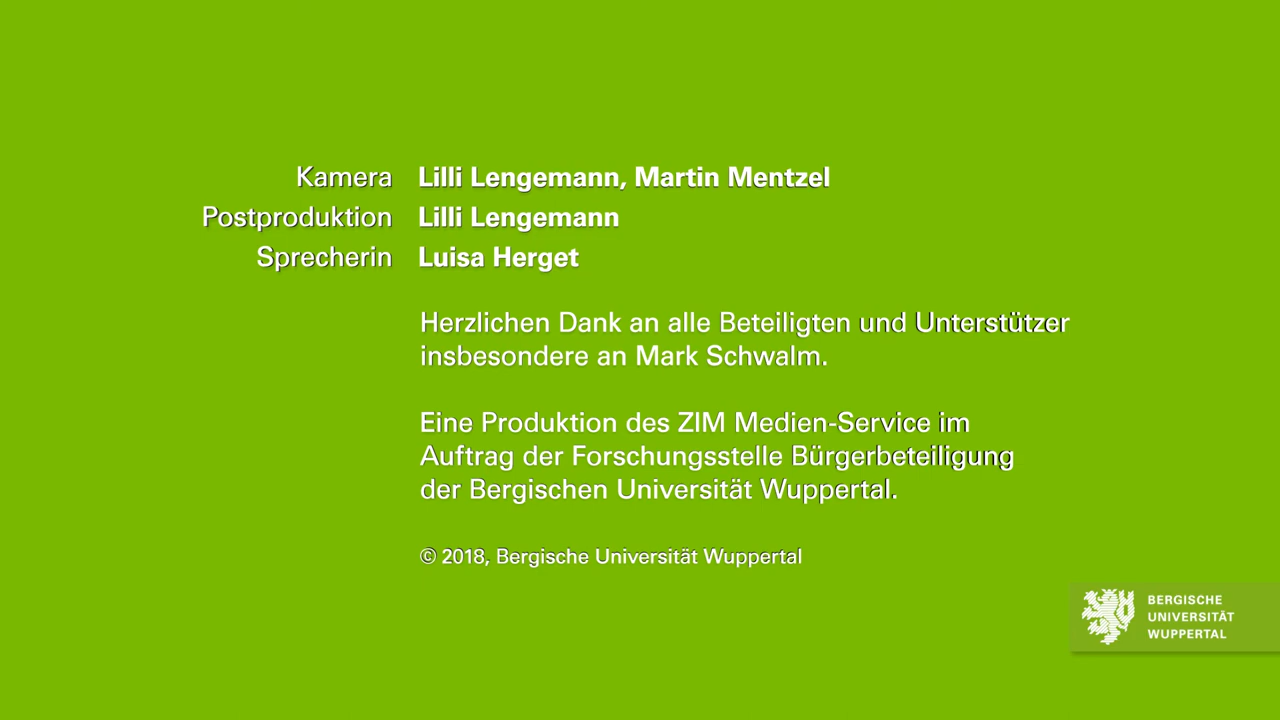 Kamera Lilli Lengemann, Martin Mentzel
Postproduktion Lilli Lengemann
Sprecherin Luisa Herget
Herzlichen Dank an alle Beteiligten und Unterstützer
insbesondere an Mark Schwalm.
Eine Produktion des ZIM Medien-Service im
Auftrag der Forschungsstelle Bürgerbeteiligung
der Bergischen Universität Wuppertal.
© 2018, Bergische Universität Wuppertal
BERGISCHE
UNIVERSITÄT
WUPPERTAL